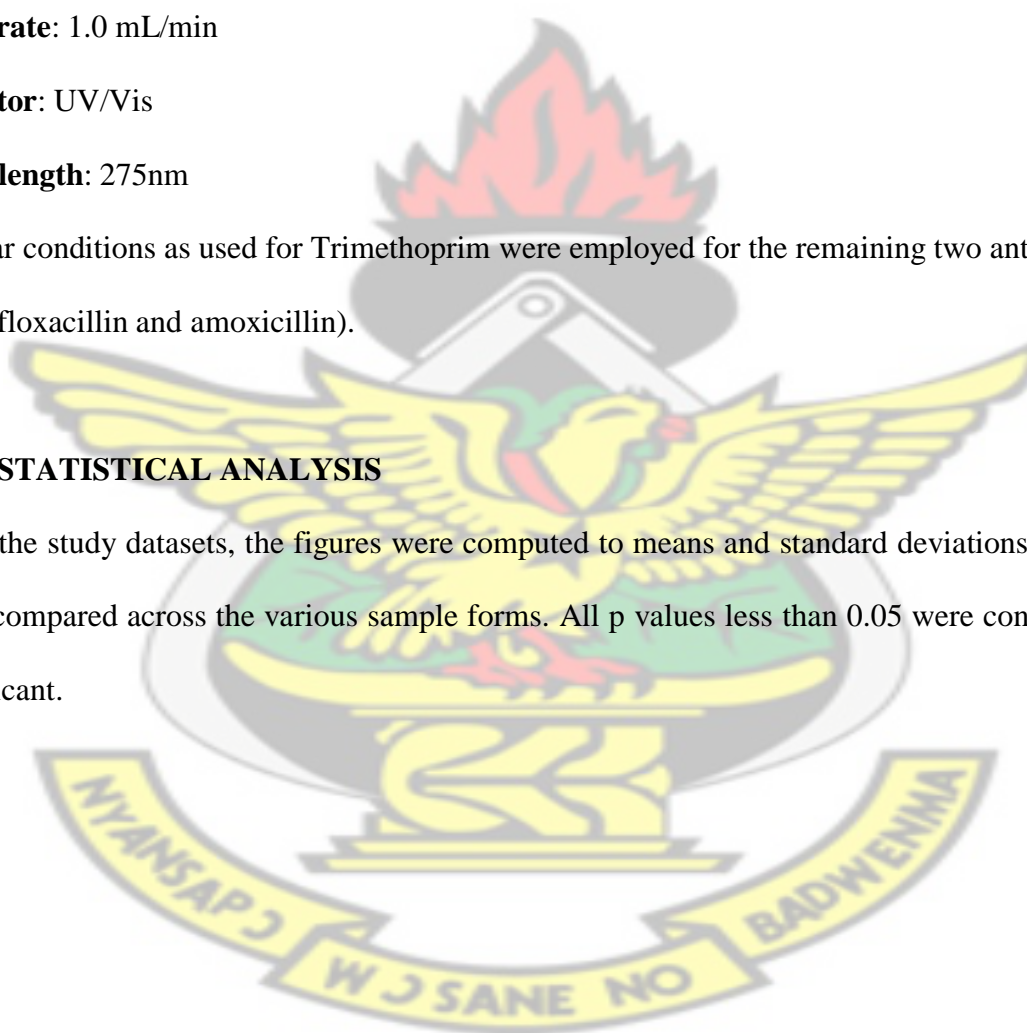 rate: 1.0 mL/min
tor: UV/Vis
length: 275nm
ar conditions as used for Trimethoprim were employed for the remaining two ant
floxacillin and amoxicillin).
STATISTICAL ANALYSIS
the study datasets, the figures were computed to means and standard deviations
compared across the various sample forms. All p values less than 0.05 were con
icant.
NYANSAPƆ WƆSANE NO BADWENMA